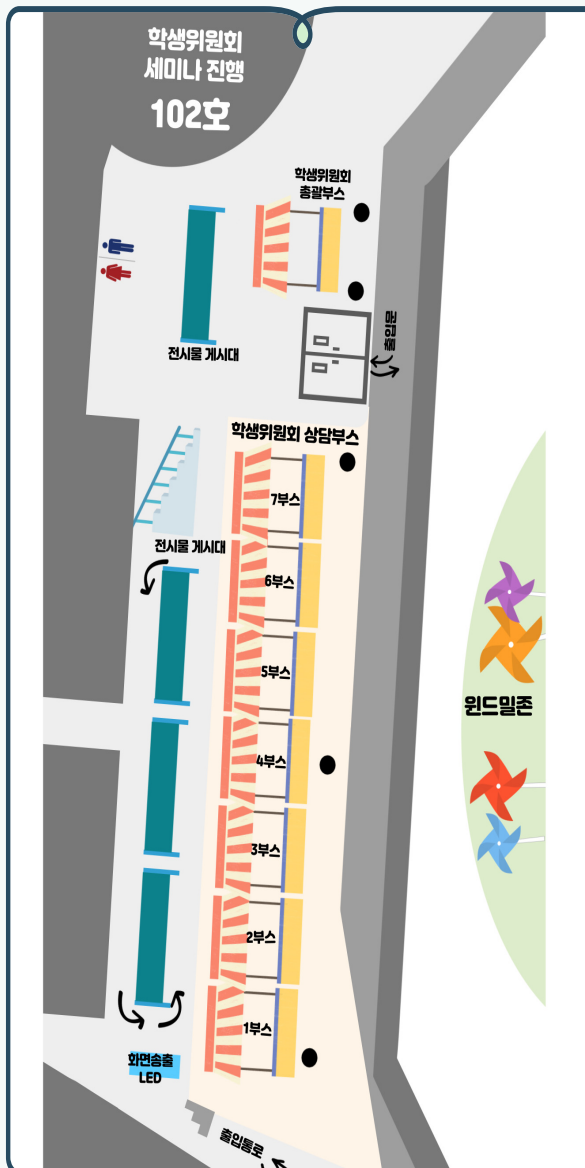 학생위원회
세미나 진행
102호
학생위원회
총괄부스
전시물 게시대
출입문
학생위원회 상담부스
7부스
전시물 게시대
6부스
5부스
윈드밀존
4부스
3부스
2부스
1부스
화면송출
LED
출입통로